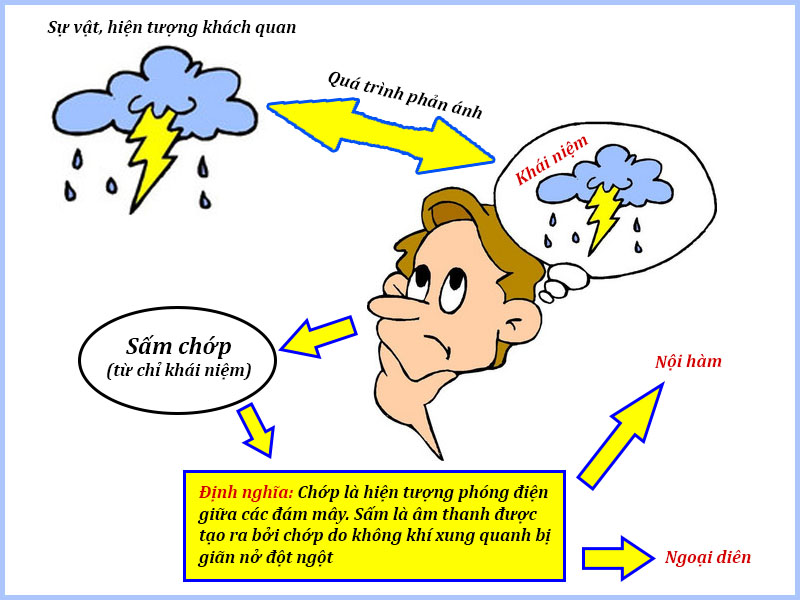 Sự vật, hiện tượng khách quan
Quá trình phản ánh
Khái niệm
Sấm chớp
(từ chỉ khái niệm)
Nội hàm
Định nghĩa: Chớp là hiện tượng phóng điện
giữa các đám mây. Sấm là âm thanh được
tạo ra bởi chớp do không khí xung quanh bị
giãn nở đột ngột
Ngoại diên